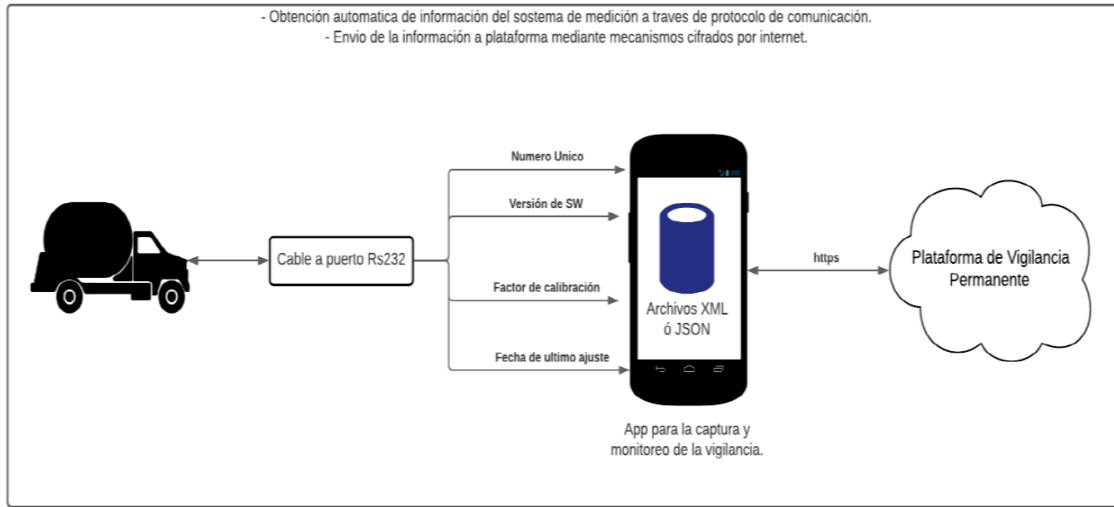 - Obtención automatica de información del sostema de medición a traves de protocolo de comunicación.
- Envio de la información a plataforma mediante mecanismos cifrados por internet.
Numero Unico
Versión de SW
Cable a puerto Rs232
Factor de calibración
Fecha de ultimo ajuste
Archivos XML
ó JSON
https
Plataforma de Vigilancia
Permanente
App para la captura y
monitoreo de la vigilancia.